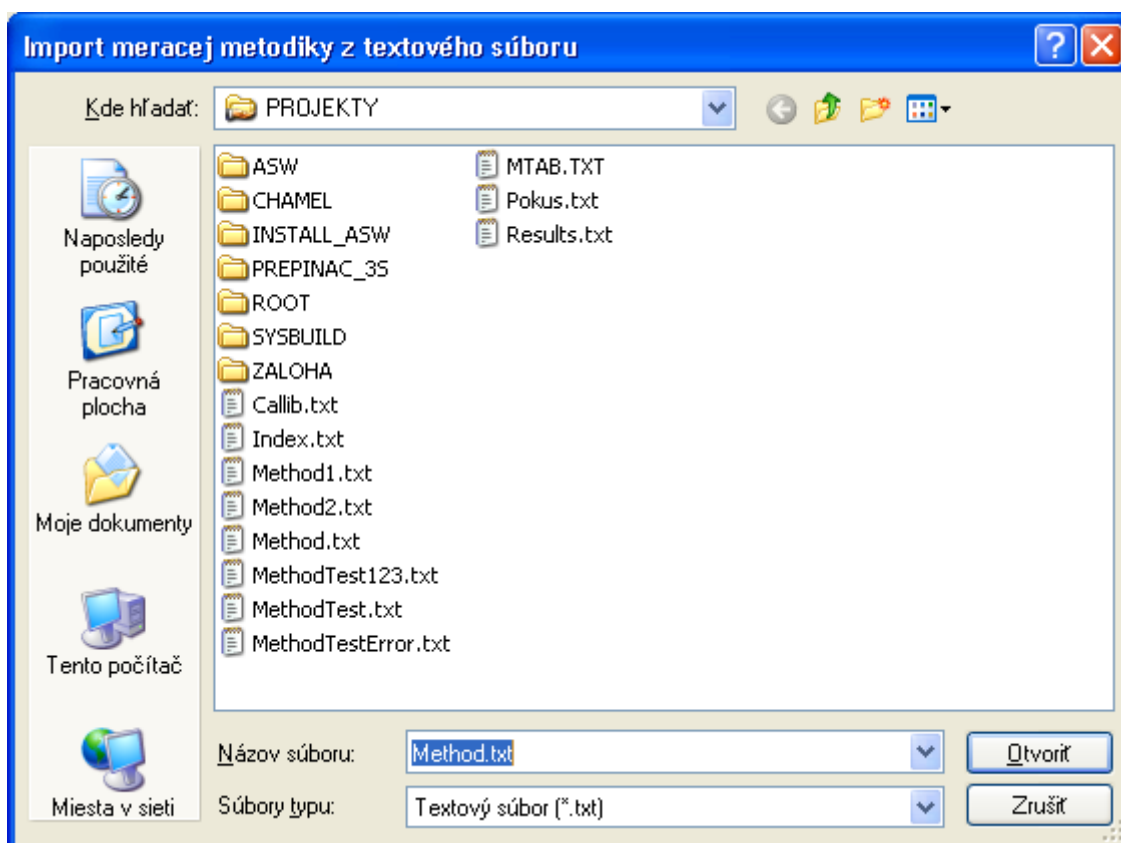 Import meracej metodiky z textového súboru
Kde hľadať: PROJEKTY
Naposledy
použité
Pracovná
plocha
Moje dokumenty
Tento počítač
Miesta v sieti
ASW
CHAMEL
INSTALL_ASW
PREPINAC_3S
ROOT
SYSBUILD
ZALOHA
Callib.txt
Index.txt
Method1.txt
Method2.txt
Method.txt
MethodTest123.txt
MethodTest.txt
MethodTestError.txt
MTAB.TXT
Pokus.txt
Results.txt
Názov súboru: Method.txt Otvoriť
Súbory typu: Textový súbor (*.txt) Zrušiť